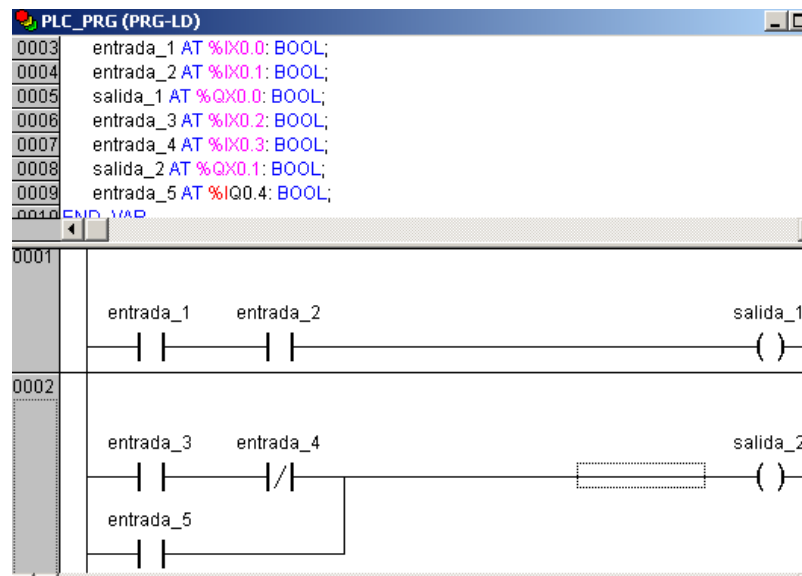 PLC_PRG (PRG-LD)
0003 entrada_1 AT %IX0.0: BOOL;
0004 entrada_2 AT %IX0.1: BOOL;
0005 salida_1 AT %QX0.0: BOOL;
0006 entrada_3 AT %IX0.2: BOOL;
0007 entrada_4 AT %IX0.3: BOOL;
0008 salida_2 AT %QX0.1: BOOL;
0009 entrada_5 AT %IQ0.4: BOOL;
0010 END_VAR
0001
entrada_1 entrada_2 salida_1
0002
entrada_3 entrada_4 salida_2
entrada_5